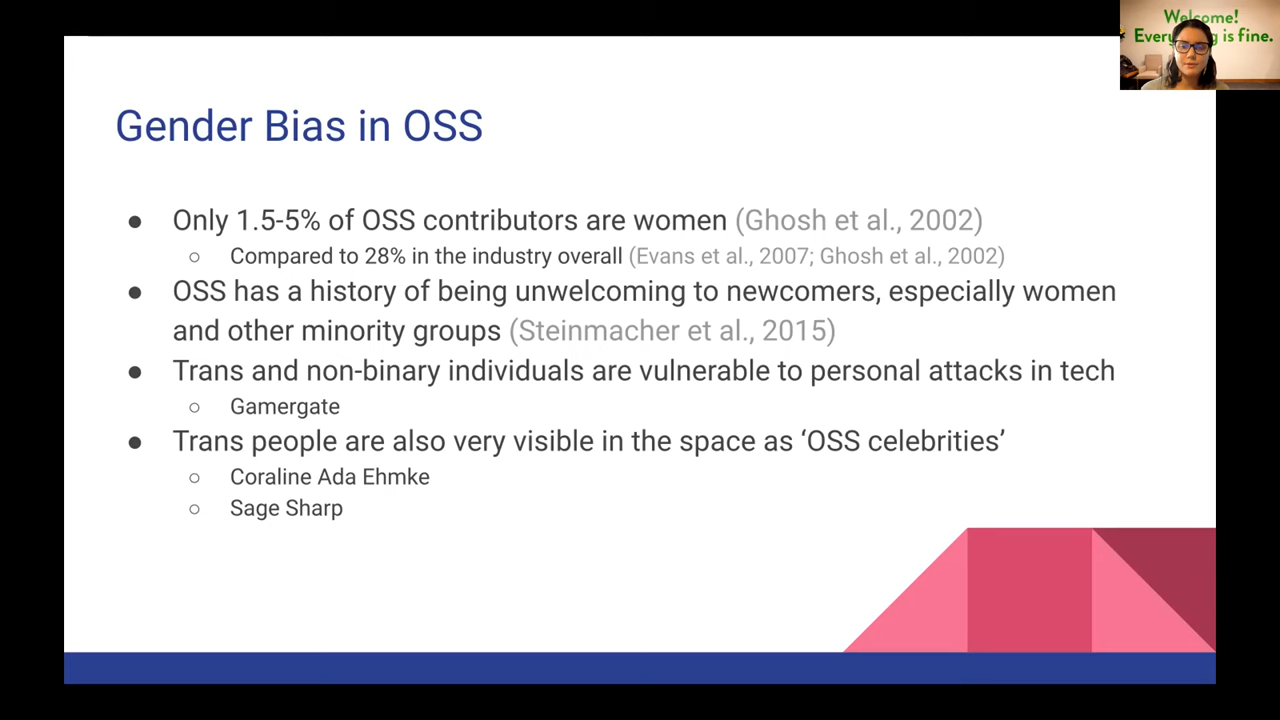 Welcome!
Every is fine.
Gender Bias in OSS
● Only 1.5-5% of OSS contributors are women (Ghosh et al., 2002)
○ Compared to 28% in the industry overall (Evans et al., 2007; Ghosh et al., 2002)
● OSS has a history of being unwelcoming to newcomers, especially women
and other minority groups (Steinmacher et al., 2015)
● Trans and non-binary individuals are vulnerable to personal attacks in tech
○ Gamergate
● Trans people are also very visible in the space as ‘OSS celebrities’
○ Coraline Ada Ehmke
○ Sage Sharp